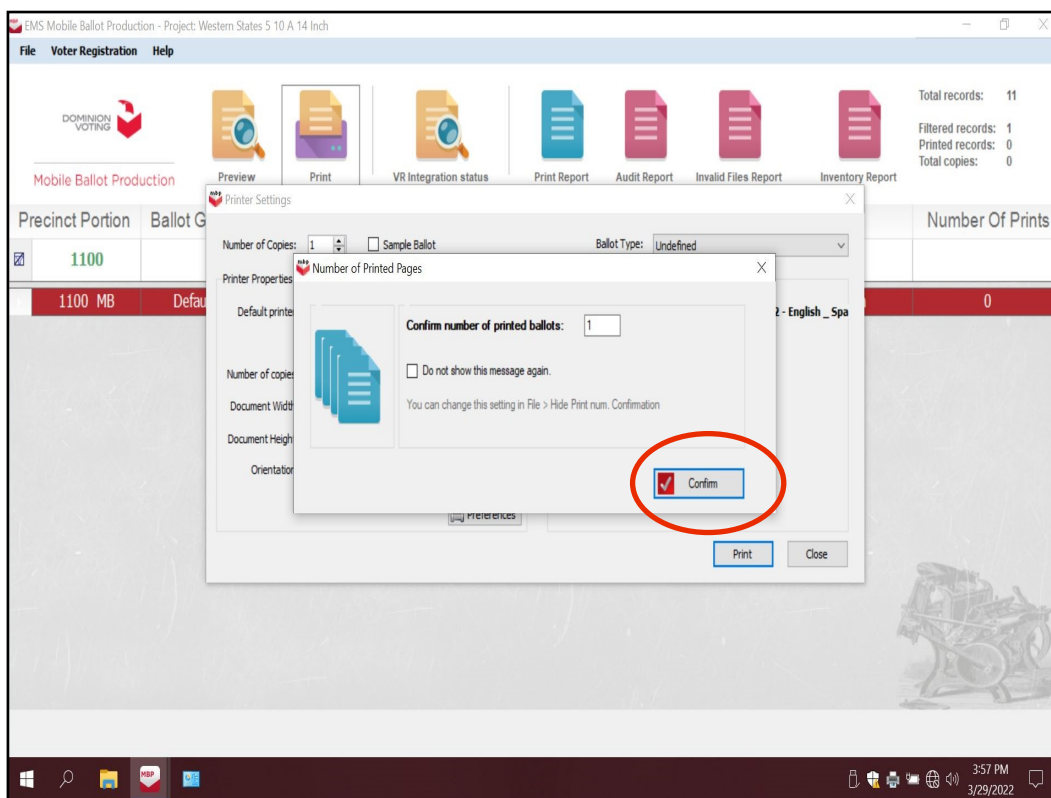 EMS Mobile Ballot Production - Project: Western States 5 10 A 14 Inch
File Voter Registration Help
DOMINION
VOTING
Mobile Ballot Production
Preview
Print
VR Integration status
Print Report
Audit Report
Invalid Files Report
Inventory Report
Total records: 11
Filtered records: 1
Printed records: 0
Total copies: 0
Precinct Portion Ballot G
Number Of Prints
1100
1100 MB Defau
0
MBP
Printer Settings
Number of Copies: 1 Sample Ballot
Ballot Type: Undefined
Printer Properties
Default printe
2 - English _ Spa
Number of copies
Document Width
Document Heigh
Orientation
Preferences
Print Close
MBP
Number of Printed Pages
Confirm number of printed ballots: 1
Do not show this message again.
You can change this setting in File > Hide Print num. Confirmation
Confirm
MBP
3:57 PM
3/29/2022